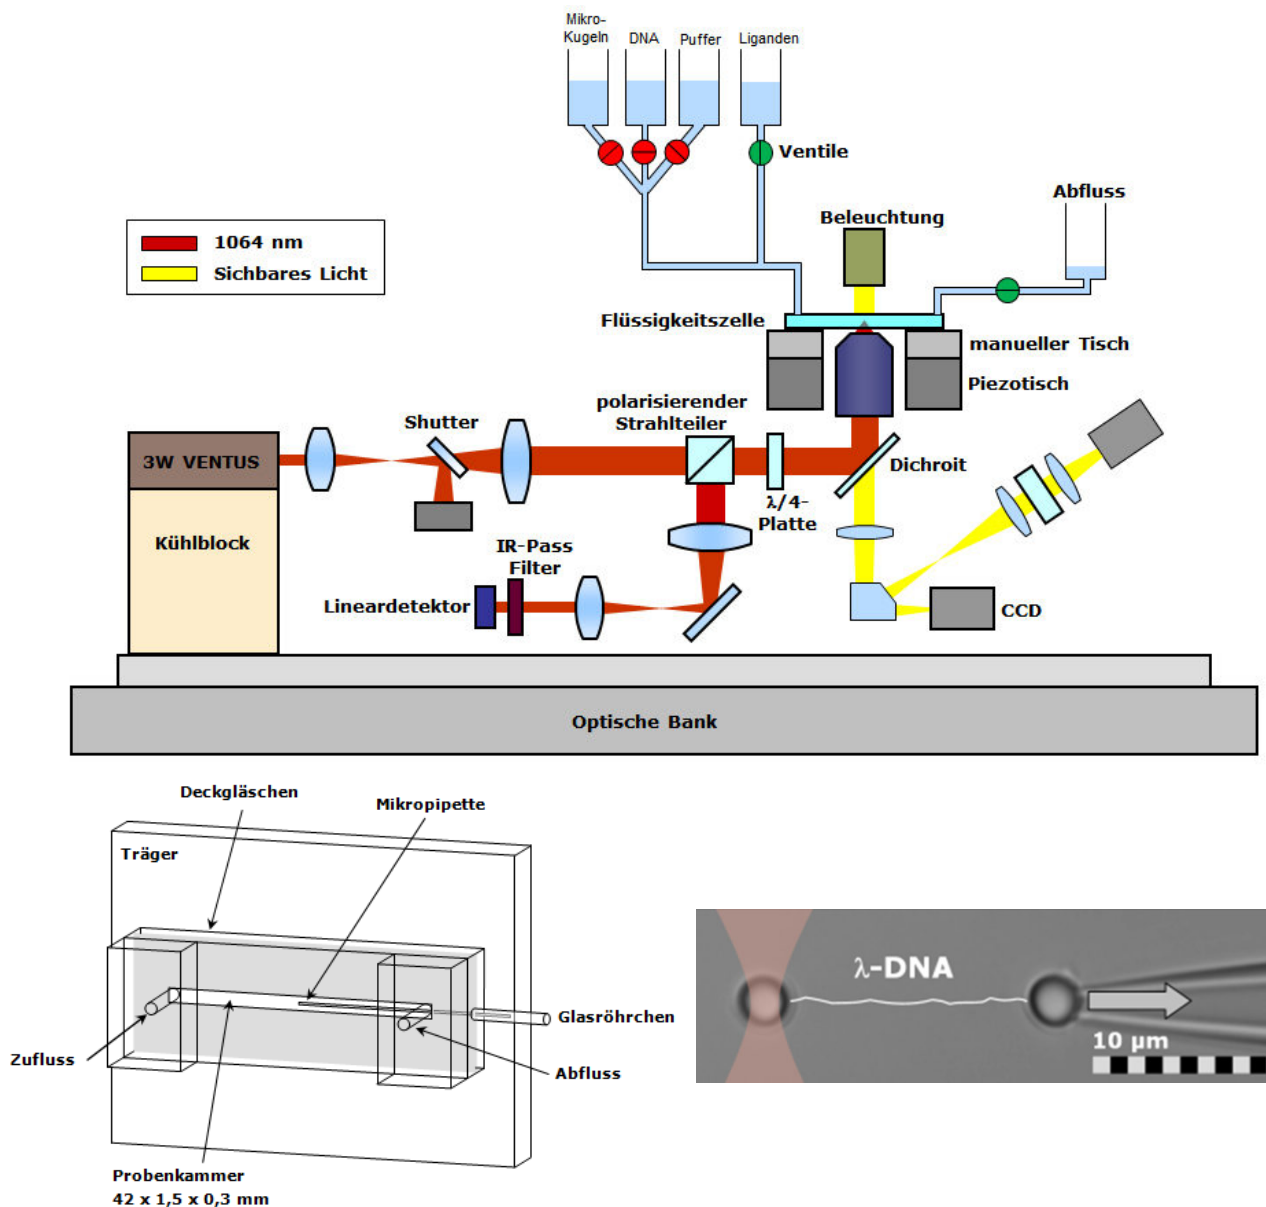 Mikro-
Kugeln
DNA
Puffer
Liganden
Ventile
Abfluss
Beleuchtung
1064 nm
Sichbares Licht
Flüssigkeitszelle
manueller Tisch
Piezotisch
polarisierender
Strahlteiler
Shutter
3W VENTUS
Dichroit
λ/4-
Platte
Kühlblock
IR-Pass
Filter
Lineardetektor
CCD
Optische Bank
Deckgläschen
Mikropipette
Träger
λ-DNA
Glasröhrchen
10 µm
Zufluss
Abfluss
Probenkammer
42 x 1,5 x 0,3 mm